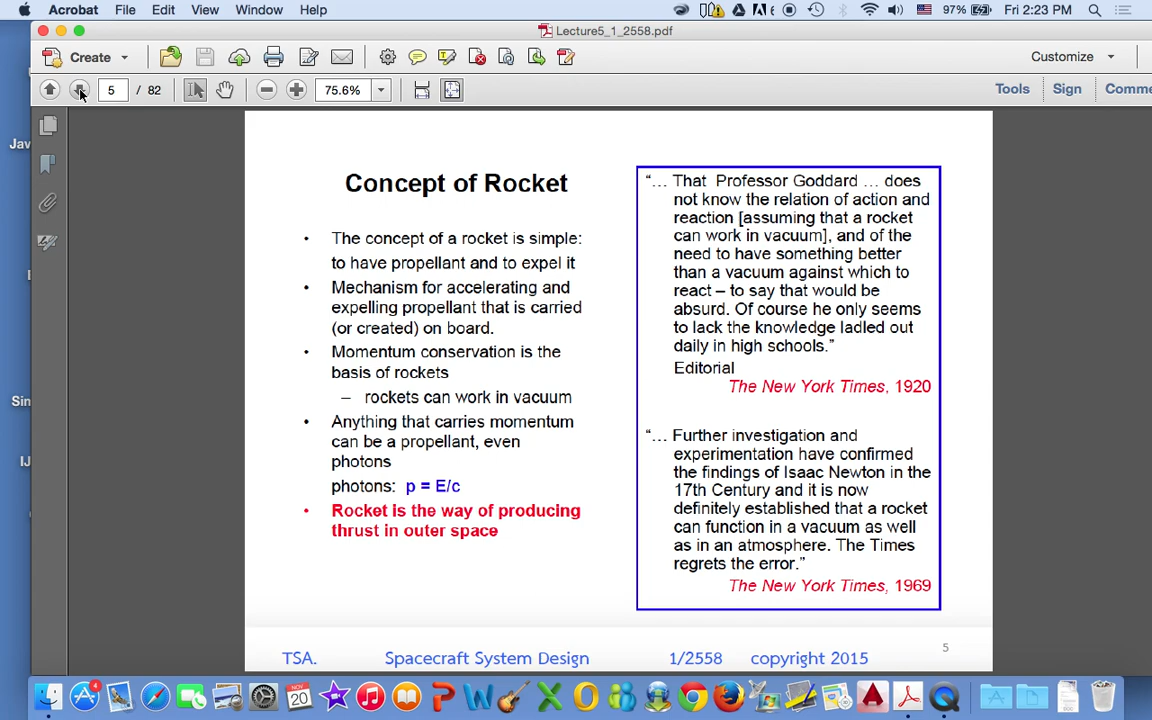 Acrobat File Edit View Window Help
6
97%
Fri 2:23 PM
Lecture5_1_2558.pdf
Create
Customize
5 / 82
75.6%
Tools Sign Comme
Jav
Sin
IJ
Concept of Rocket
• The concept of a rocket is simple:
to have propellant and to expel it
• Mechanism for accelerating and
expelling propellant that is carried
(or created) on board.
• Momentum conservation is the
basis of rockets
– rockets can work in vacuum
• Anything that carries momentum
can be a propellant, even
photons
photons: p = E/c
• Rocket is the way of producing
thrust in outer space
“… That Professor Goddard … does
not know the relation of action and
reaction [assuming that a rocket
can work in vacuum], and of the
need to have something better
than a vacuum against which to
react – to say that would be
absurd. Of course he only seems
to lack the knowledge ladled out
daily in high schools.”
Editorial
The New York Times, 1920
“… Further investigation and
experimentation have confirmed
the findings of Isaac Newton in the
17th Century and it is now
definitely established that a rocket
can function in a vacuum as well
as in an atmosphere. The Times
regrets the error.”
The New York Times, 1969
5
TSA. Spacecraft System Design 1/2558 copyright 2015
4
NOV
20